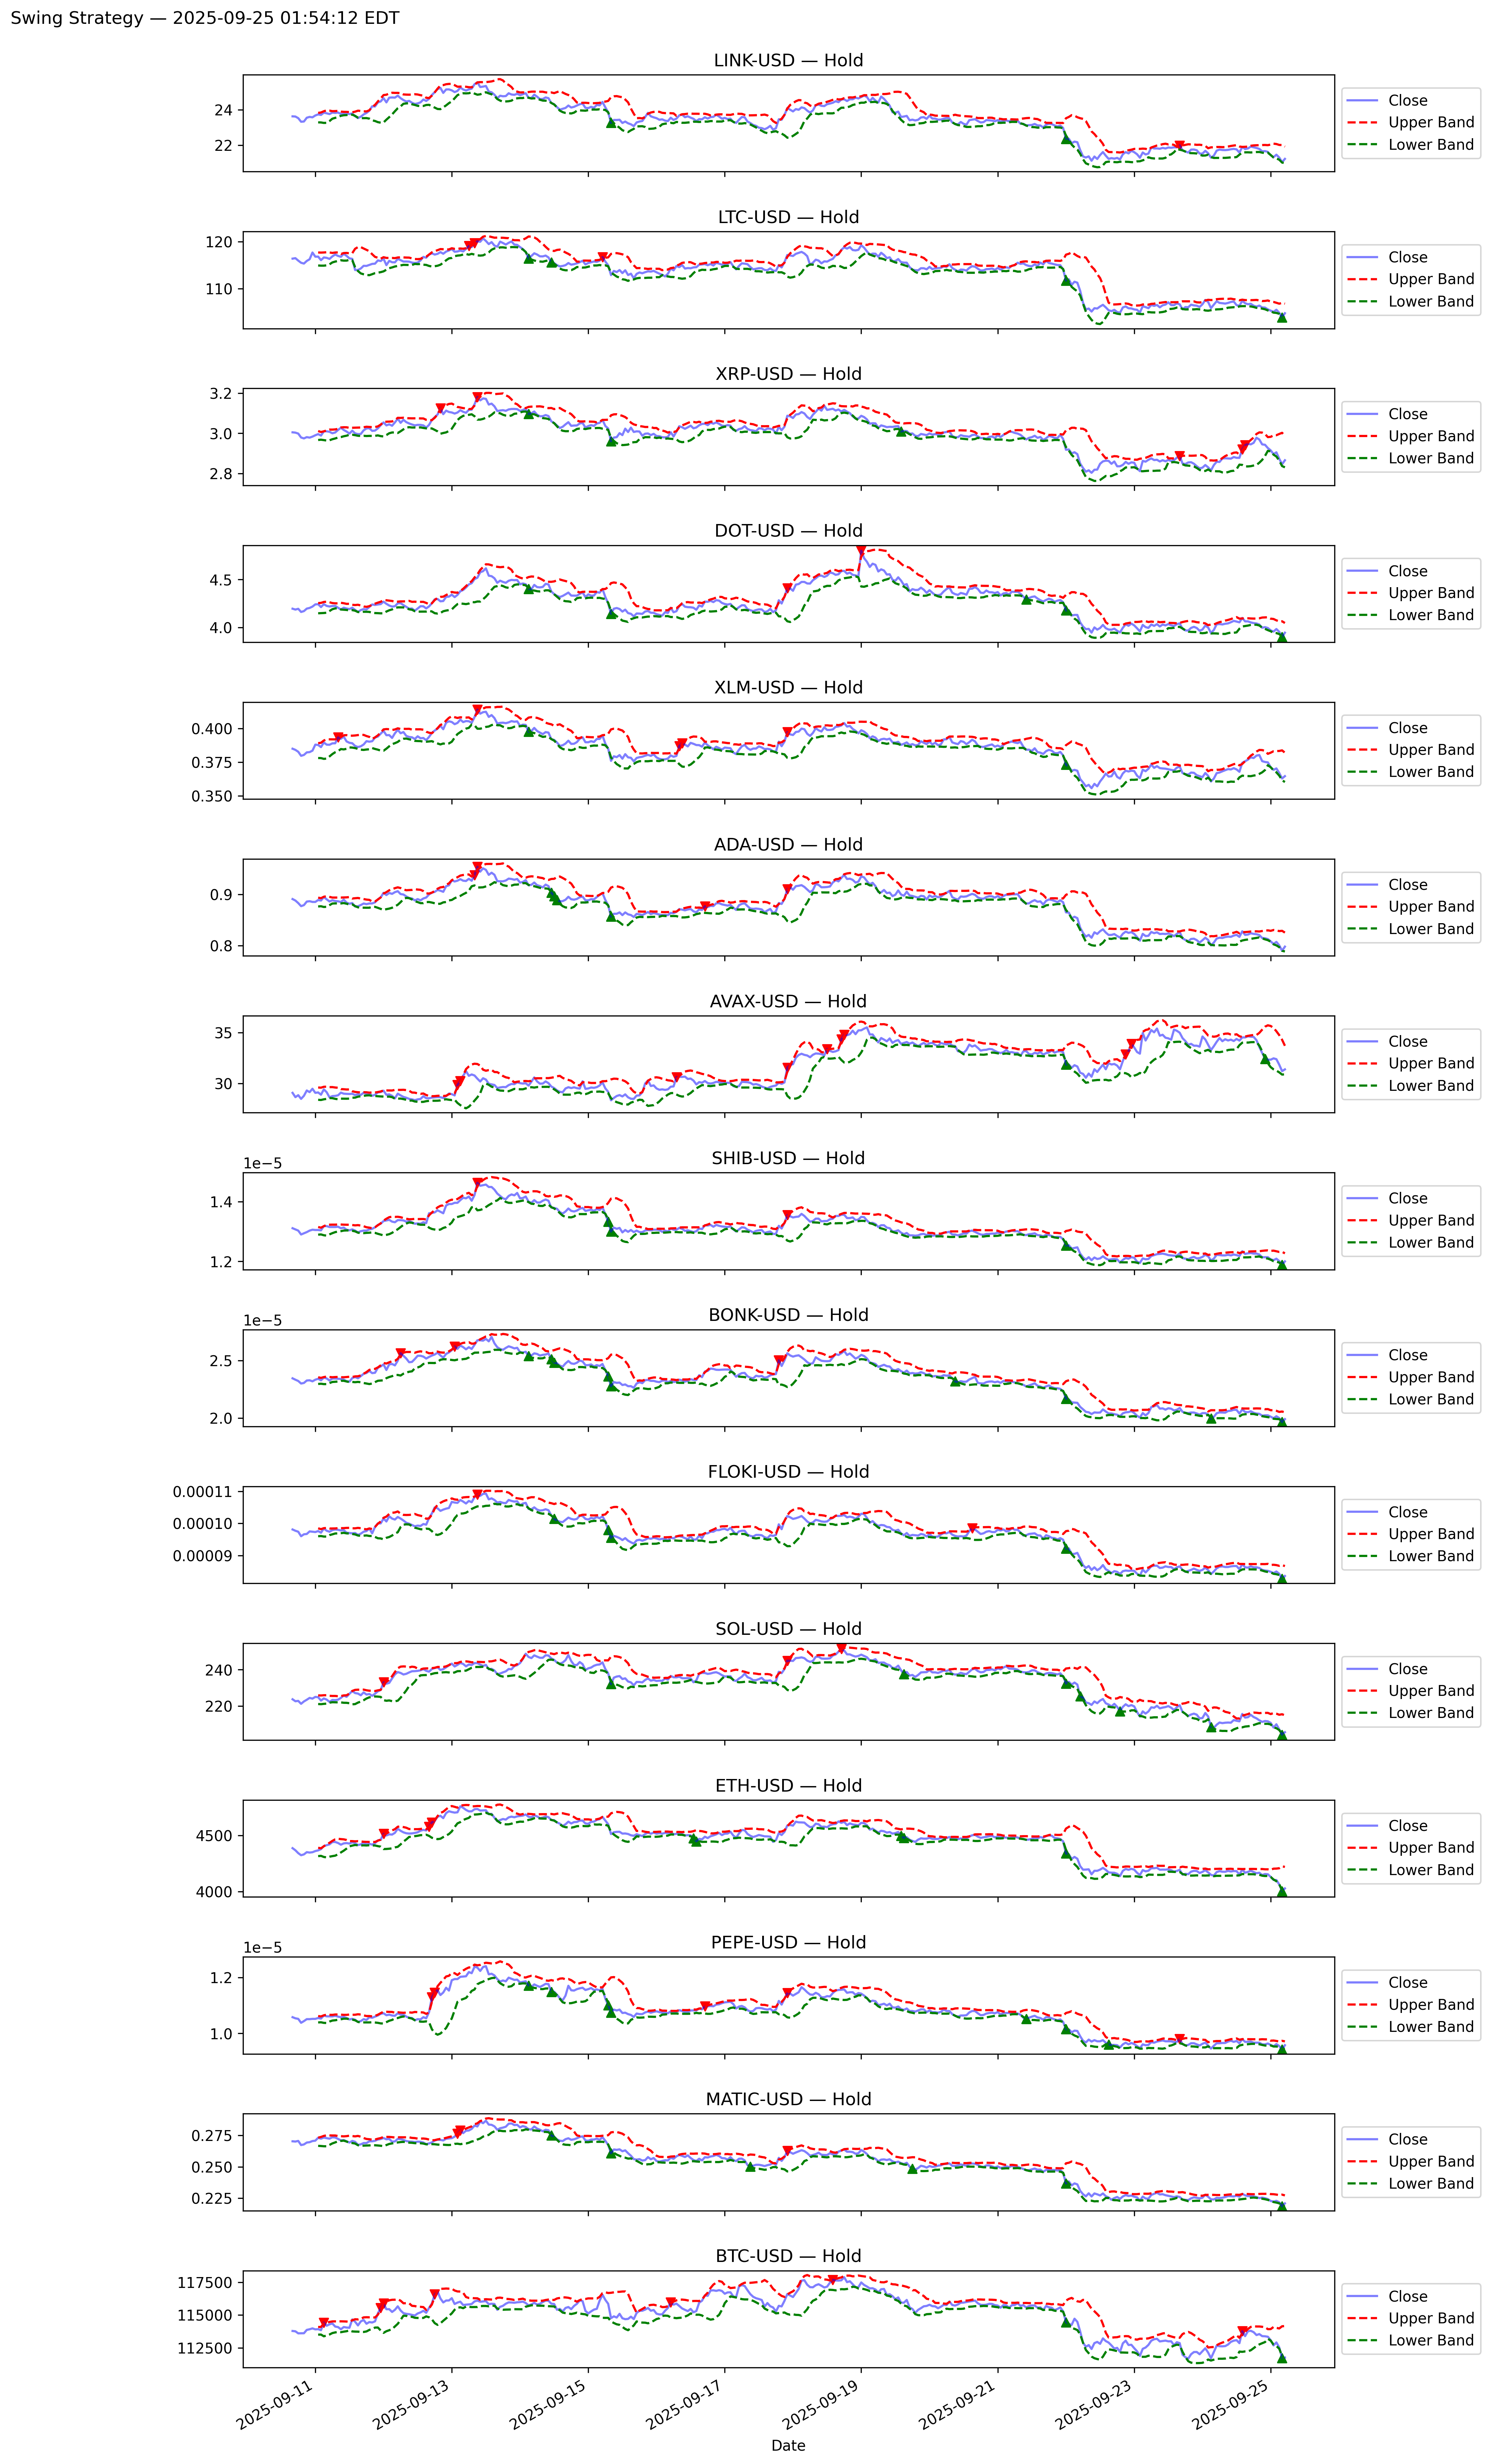 Swing Strategy — 2025-09-25 01:54:12 EDT
LINK-USD — Hold
24
22
Close
Upper Band
Lower Band
LTC-USD — Hold
120
110
Close
Upper Band
Lower Band
XRP-USD — Hold
3.2
3.0
2.8
Close
Upper Band
Lower Band
DOT-USD — Hold
4.5
4.0
Close
Upper Band
Lower Band
XLM-USD — Hold
0.400
0.375
0.350
Close
Upper Band
Lower Band
ADA-USD — Hold
0.9
0.8
Close
Upper Band
Lower Band
AVAX-USD — Hold
35
30
Close
Upper Band
Lower Band
SHIB-USD — Hold
1e−5
1.4
1.2
Close
Upper Band
Lower Band
BONK-USD — Hold
1e−5
2.5
2.0
Close
Upper Band
Lower Band
FLOKI-USD — Hold
0.00011
0.00010
0.00009
Close
Upper Band
Lower Band
SOL-USD — Hold
240
220
Close
Upper Band
Lower Band
ETH-USD — Hold
4500
4000
Close
Upper Band
Lower Band
PEPE-USD — Hold
1e−5
1.2
1.0
Close
Upper Band
Lower Band
MATIC-USD — Hold
0.275
0.250
0.225
Close
Upper Band
Lower Band
BTC-USD — Hold
117500
115000
112500
Close
Upper Band
Lower Band
2025-09-11
2025-09-13
2025-09-15
2025-09-17
2025-09-19
2025-09-21
2025-09-23
2025-09-25
Date